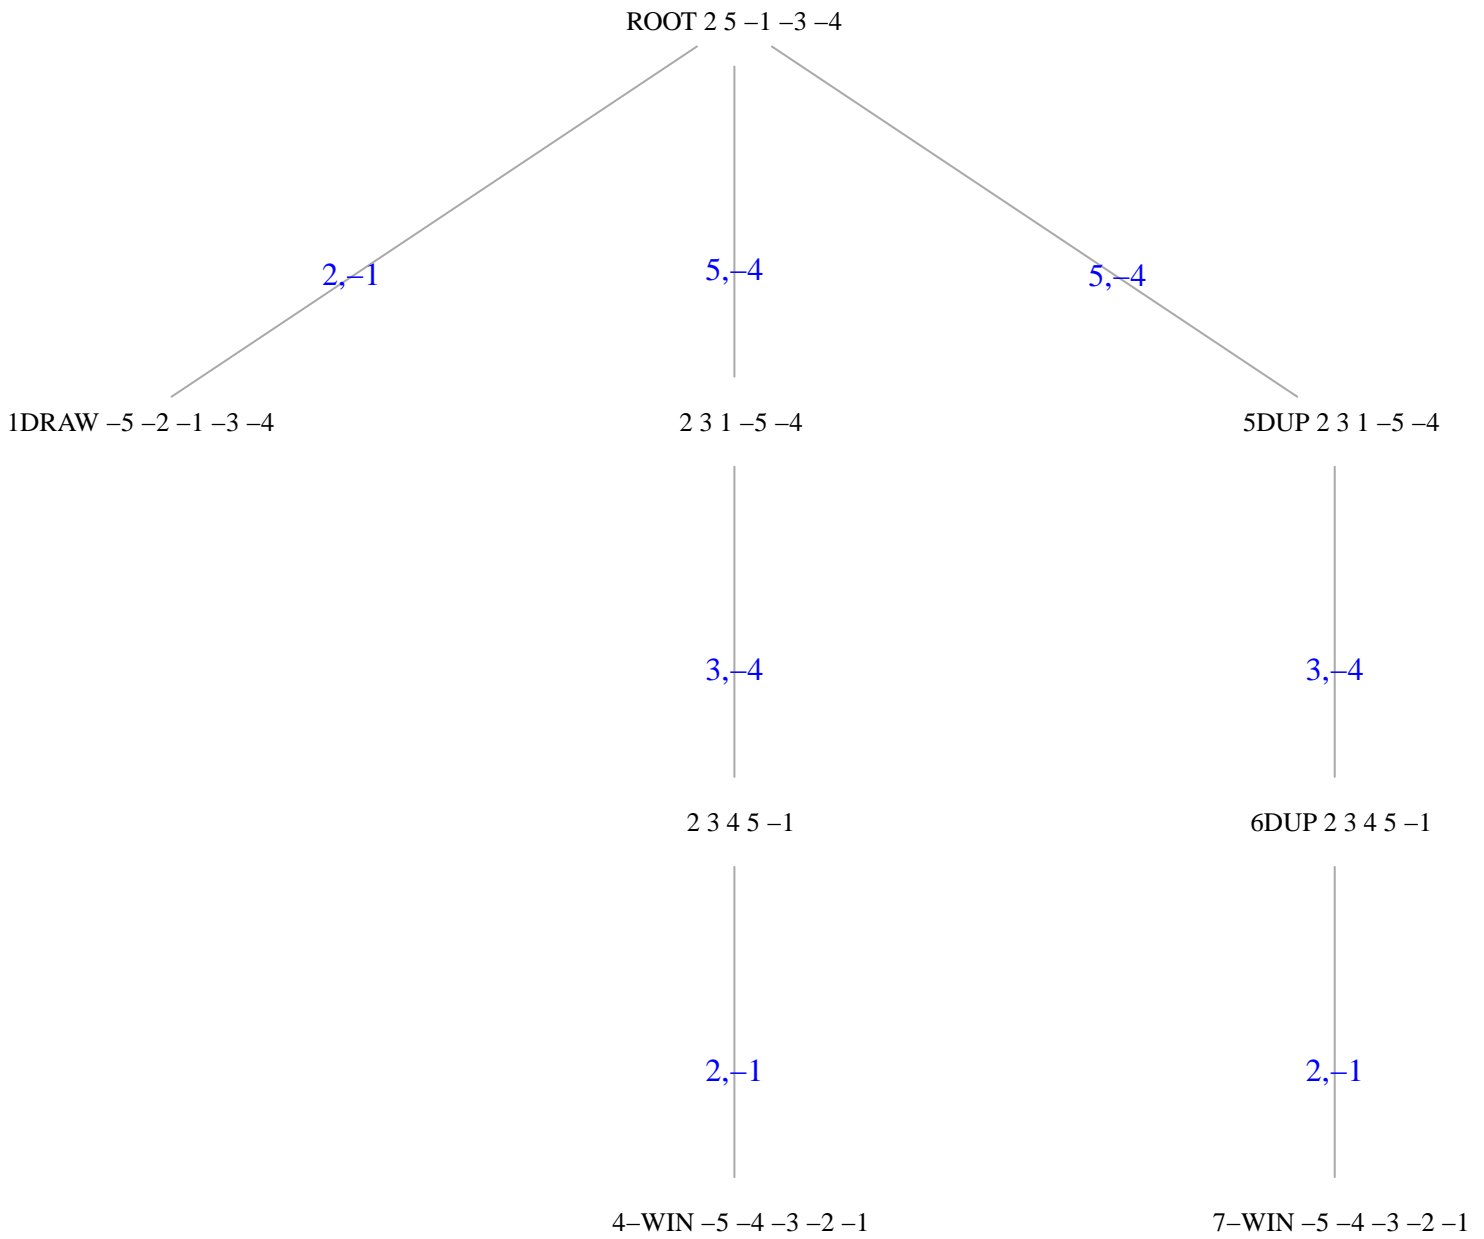 ROOT 2 5 –1 –3 –4
2,–1
5,–4
5,–4
1DRAW –5 –2 –1 –3 –4
2 3 1 –5 –4
5DUP 2 3 1 –5 –4
3,–4
3,–4
2 3 4 5 –1
6DUP 2 3 4 5 –1
2,–1
2,–1
4–WIN –5 –4 –3 –2 –1
7–WIN –5 –4 –3 –2 –1